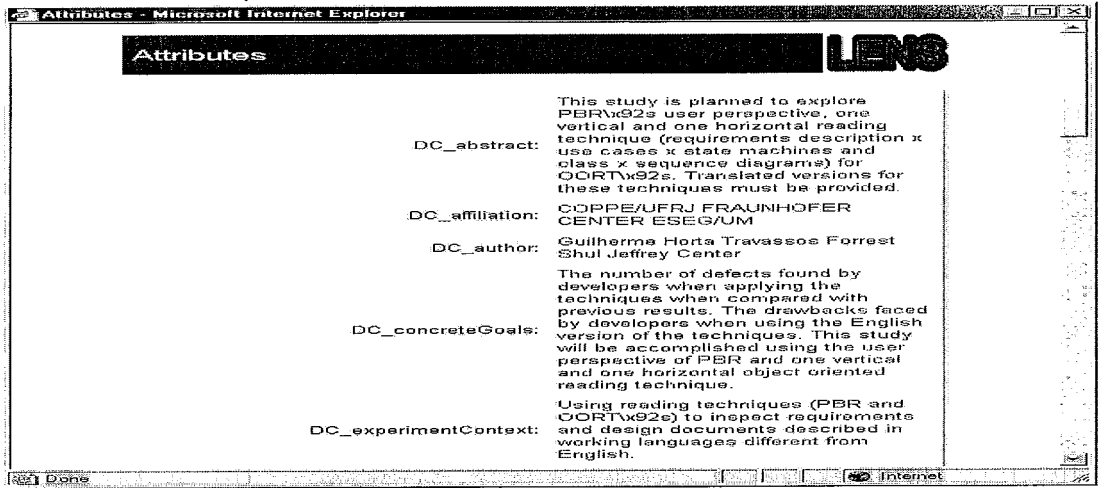 Attributes - Microsoft Internet Explorer
Attributes
LENS
DC_abstract:
This study is planned to explore
PBR\x92s user perspective, one
vertical and one horizontal reading
technique (requirements description x
use cases x state machines and
class x sequence diagrams) for
OORT\x92s. Translated versions for
these techniques must be provided.
DC_affiliation:
COPPE/UFRJ FRAUNHOFER
CENTER ESEG/UM
DC_author:
Guilherme Horta Travassos Forrest
Shul Jeffrey Center
DC_concreteGoals:
The number of defects found by
developers when applying the
techniques when compared with
previous results. The drawbacks faced
by developers when using the English
version of the techniques. This study
will be accomplished using the user
perspective of PBR and one vertical
and one horizontal object oriented
reading technique.
DC_experimentContext:
Using reading techniques (PBR and
OORT\x92s) to inspect requirements
and design documents described in
working languages different from
English.
Done
Internet